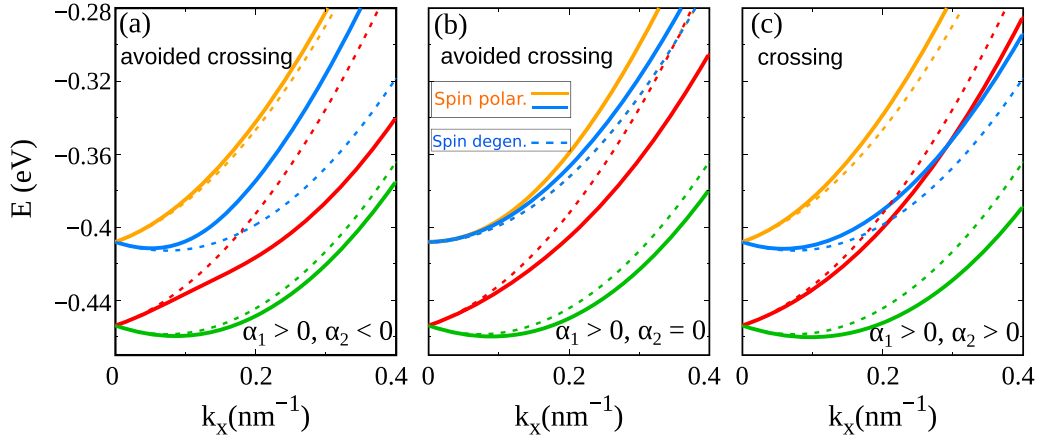 (a)
avoided crossing
α₁ > 0, α₂ < 0
(b)
avoided crossing
Spin polar.
Spin degen.
α₁ > 0, α₂ = 0
(c)
crossing
α₁ > 0, α₂ > 0
E (eV)
−0.28
−0.32
−0.36
−0.4
−0.44
0 0.2 0.4
0 0.2 0.4
0 0.2 0.4
kₓ(nm⁻¹)
kₓ(nm⁻¹)
kₓ(nm⁻¹)